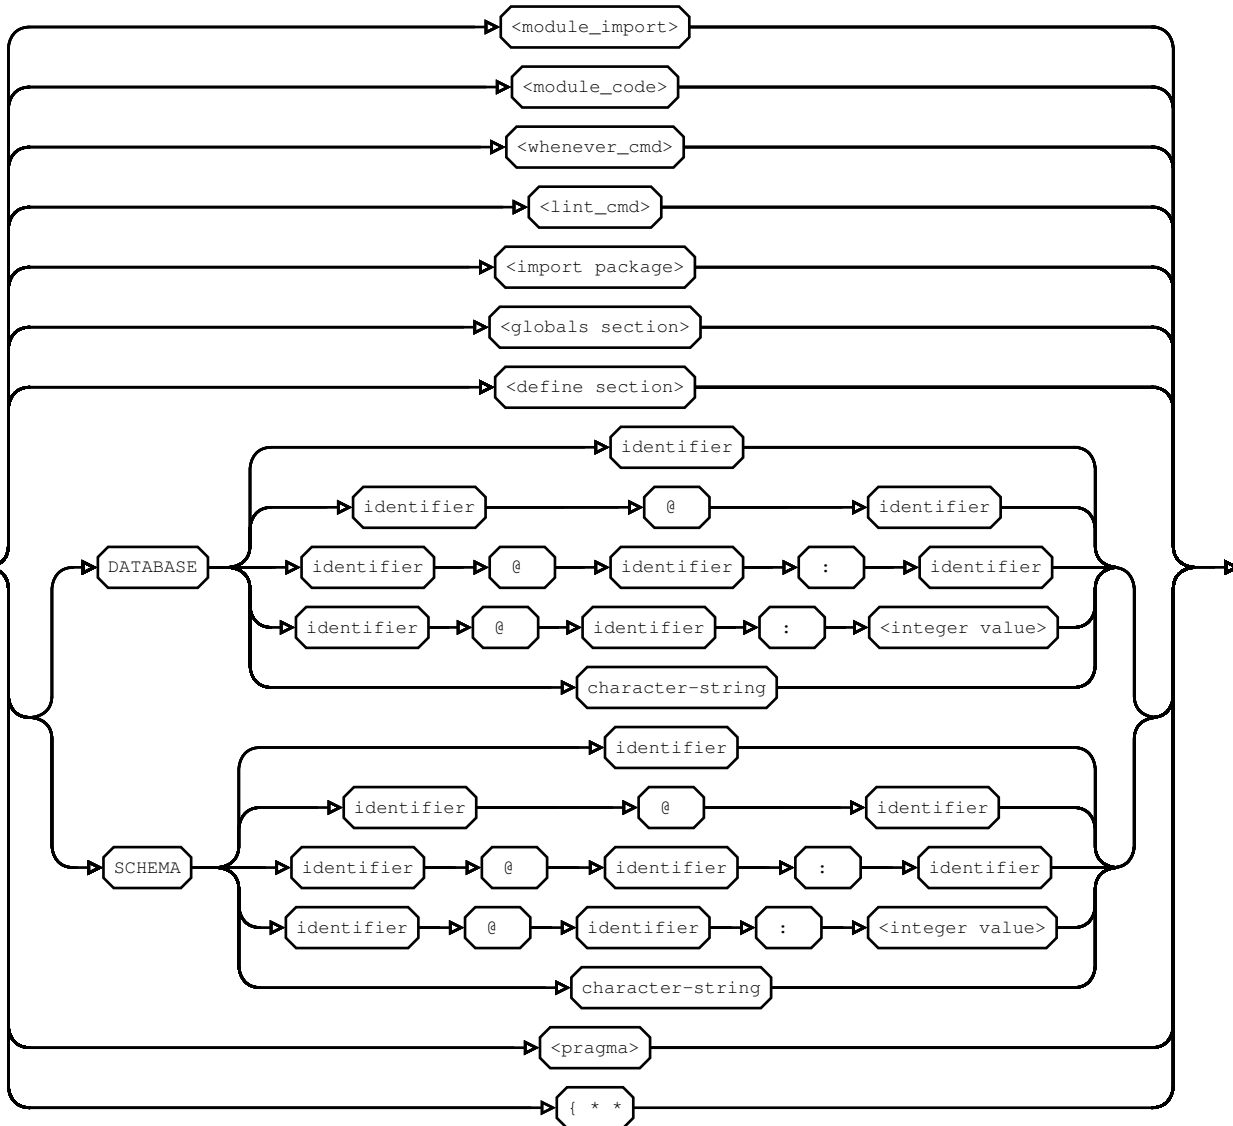 <module_import>
<module_code>
<whenever_cmd>
<lint_cmd>
<import package>
<globals section>
<define section>
identifier
identifier @ identifier
DATABASE identifier @ identifier : identifier
identifier @ identifier : <integer value>
character-string
identifier
identifier @ identifier
SCHEMA identifier @ identifier : identifier
identifier @ identifier : <integer value>
character-string
<pragma>
{ * *